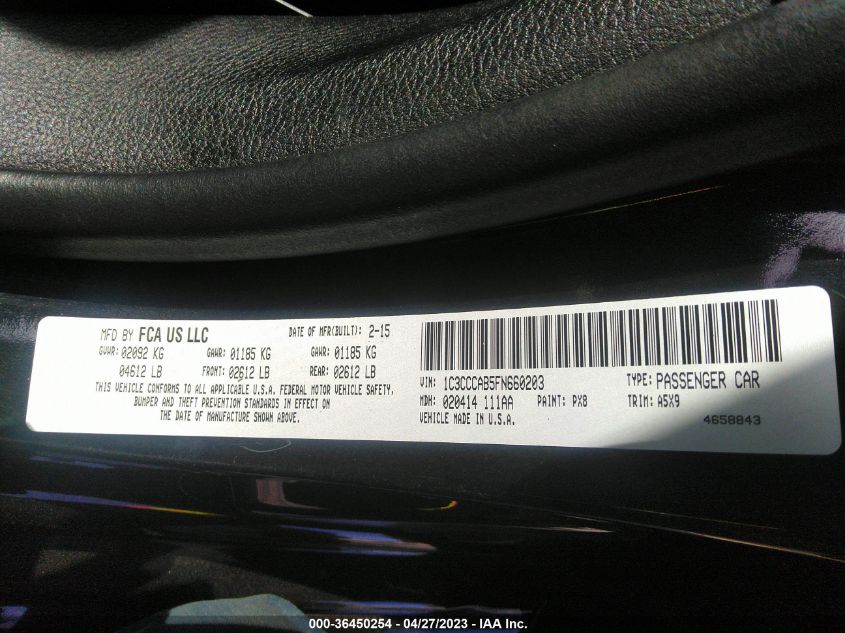 MFD BY FCA US LLC DATE OF MFR(BUILT): 2-15
GVWR: 02092 KG GAWR: 01185 KG GAWR: 01185 KG
04612 LB FRONT: 02612 LB REAR: 02612 LB
THIS VEHICLE CONFORMS TO ALL APPLICABLE U.S.A. FEDERAL MOTOR VEHICLE SAFETY,
BUMPER AND THEFT PREVENTION STANDARDS IN EFFECT ON
THE DATE OF MANUFACTURE SHOWN ABOVE.
VIN: 1C3CCCAB5FN660203 TYPE: PASSENGER CAR
MDH: 020414 111AA PAINT: PX8 TRIM: A5X9
VEHICLE MADE IN U.S.A. 4658843
000-36450254 - 04/27/2023 - IAA Inc.